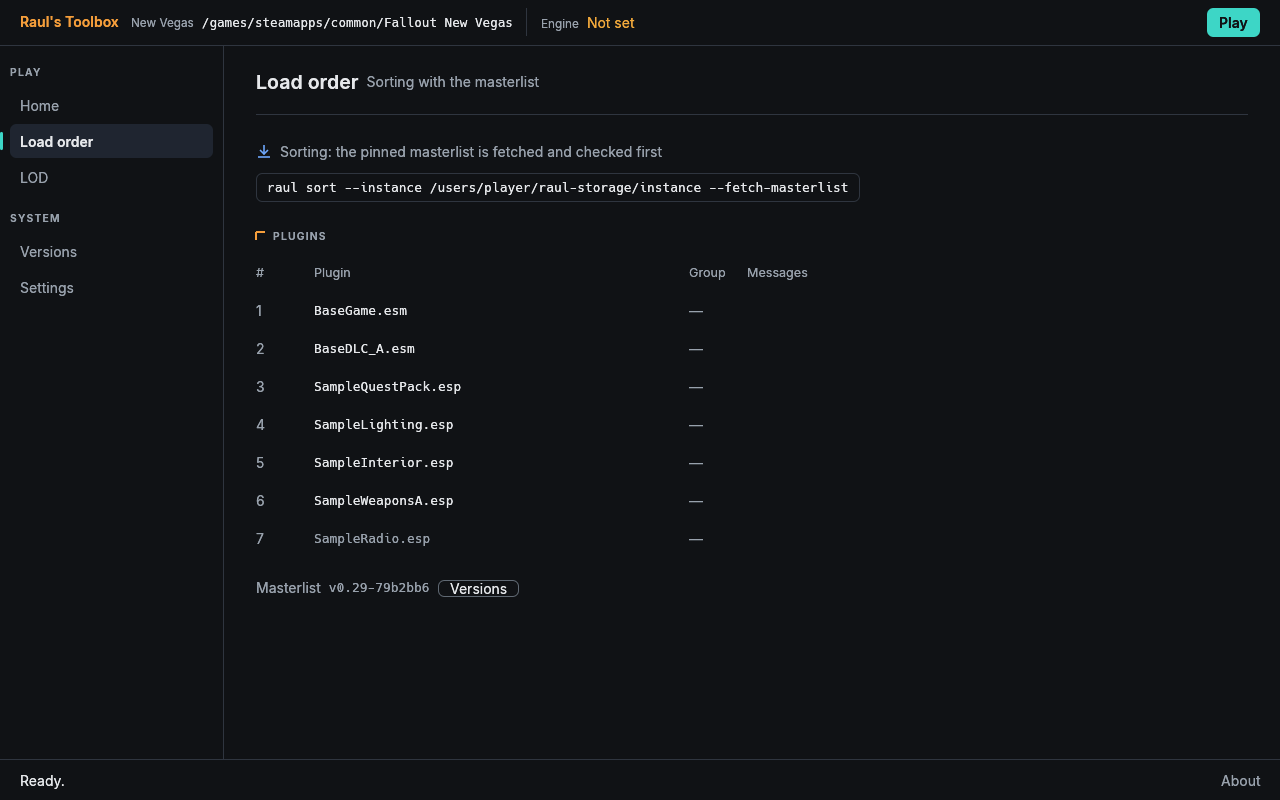 Raul's Toolbox New Vegas /games/steamapps/common/Fallout New Vegas Engine Not set Play
PLAY
Home
Load order
LOD
SYSTEM
Versions
Settings
Load order Sorting with the masterlist
Sorting: the pinned masterlist is fetched and checked first
raul sort --instance /users/player/raul-storage/instance --fetch-masterlist
PLUGINS
# Plugin Group Messages
1 BaseGame.esm —
2 BaseDLC_A.esm —
3 SampleQuestPack.esp —
4 SampleLighting.esp —
5 SampleInterior.esp —
6 SampleWeaponsA.esp —
7 SampleRadio.esp —
Masterlist v0.29-79b2bb6 Versions
Ready. About